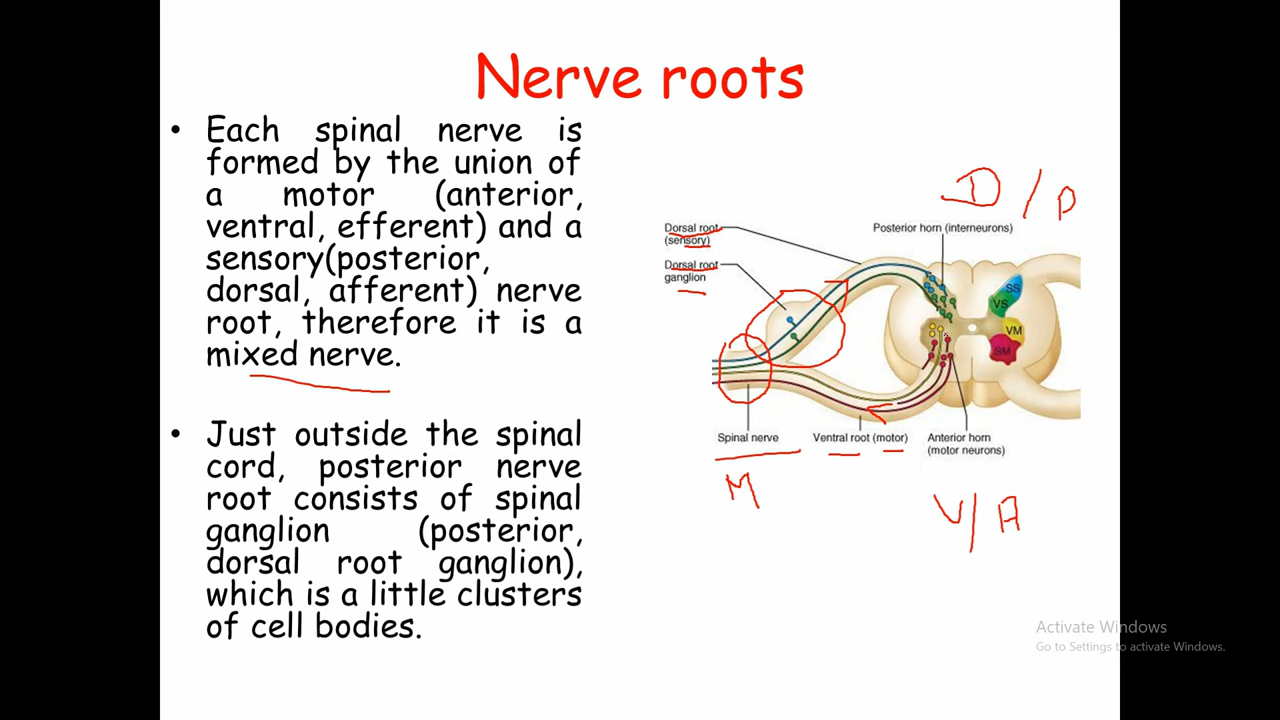 Nerve roots
• Each spinal nerve is
formed by the union of
a motor (anterior,
ventral, efferent) and a
sensory(posterior,
dorsal, afferent) nerve
root, therefore it is a
mixed nerve.
• Just outside the spinal
cord, posterior nerve
root consists of spinal
ganglion (posterior,
dorsal root ganglion),
which is a little clusters
of cell bodies.
D / P
Dorsal root
(sensory)
Posterior horn (interneurons)
Dorsal root
ganglion
SS
VS
VM
SM
Spinal nerve
Ventral root (motor)
Anterior horn
(motor neurons)
M
V/A
Activate Windows
Go to Settings to activate Windows.